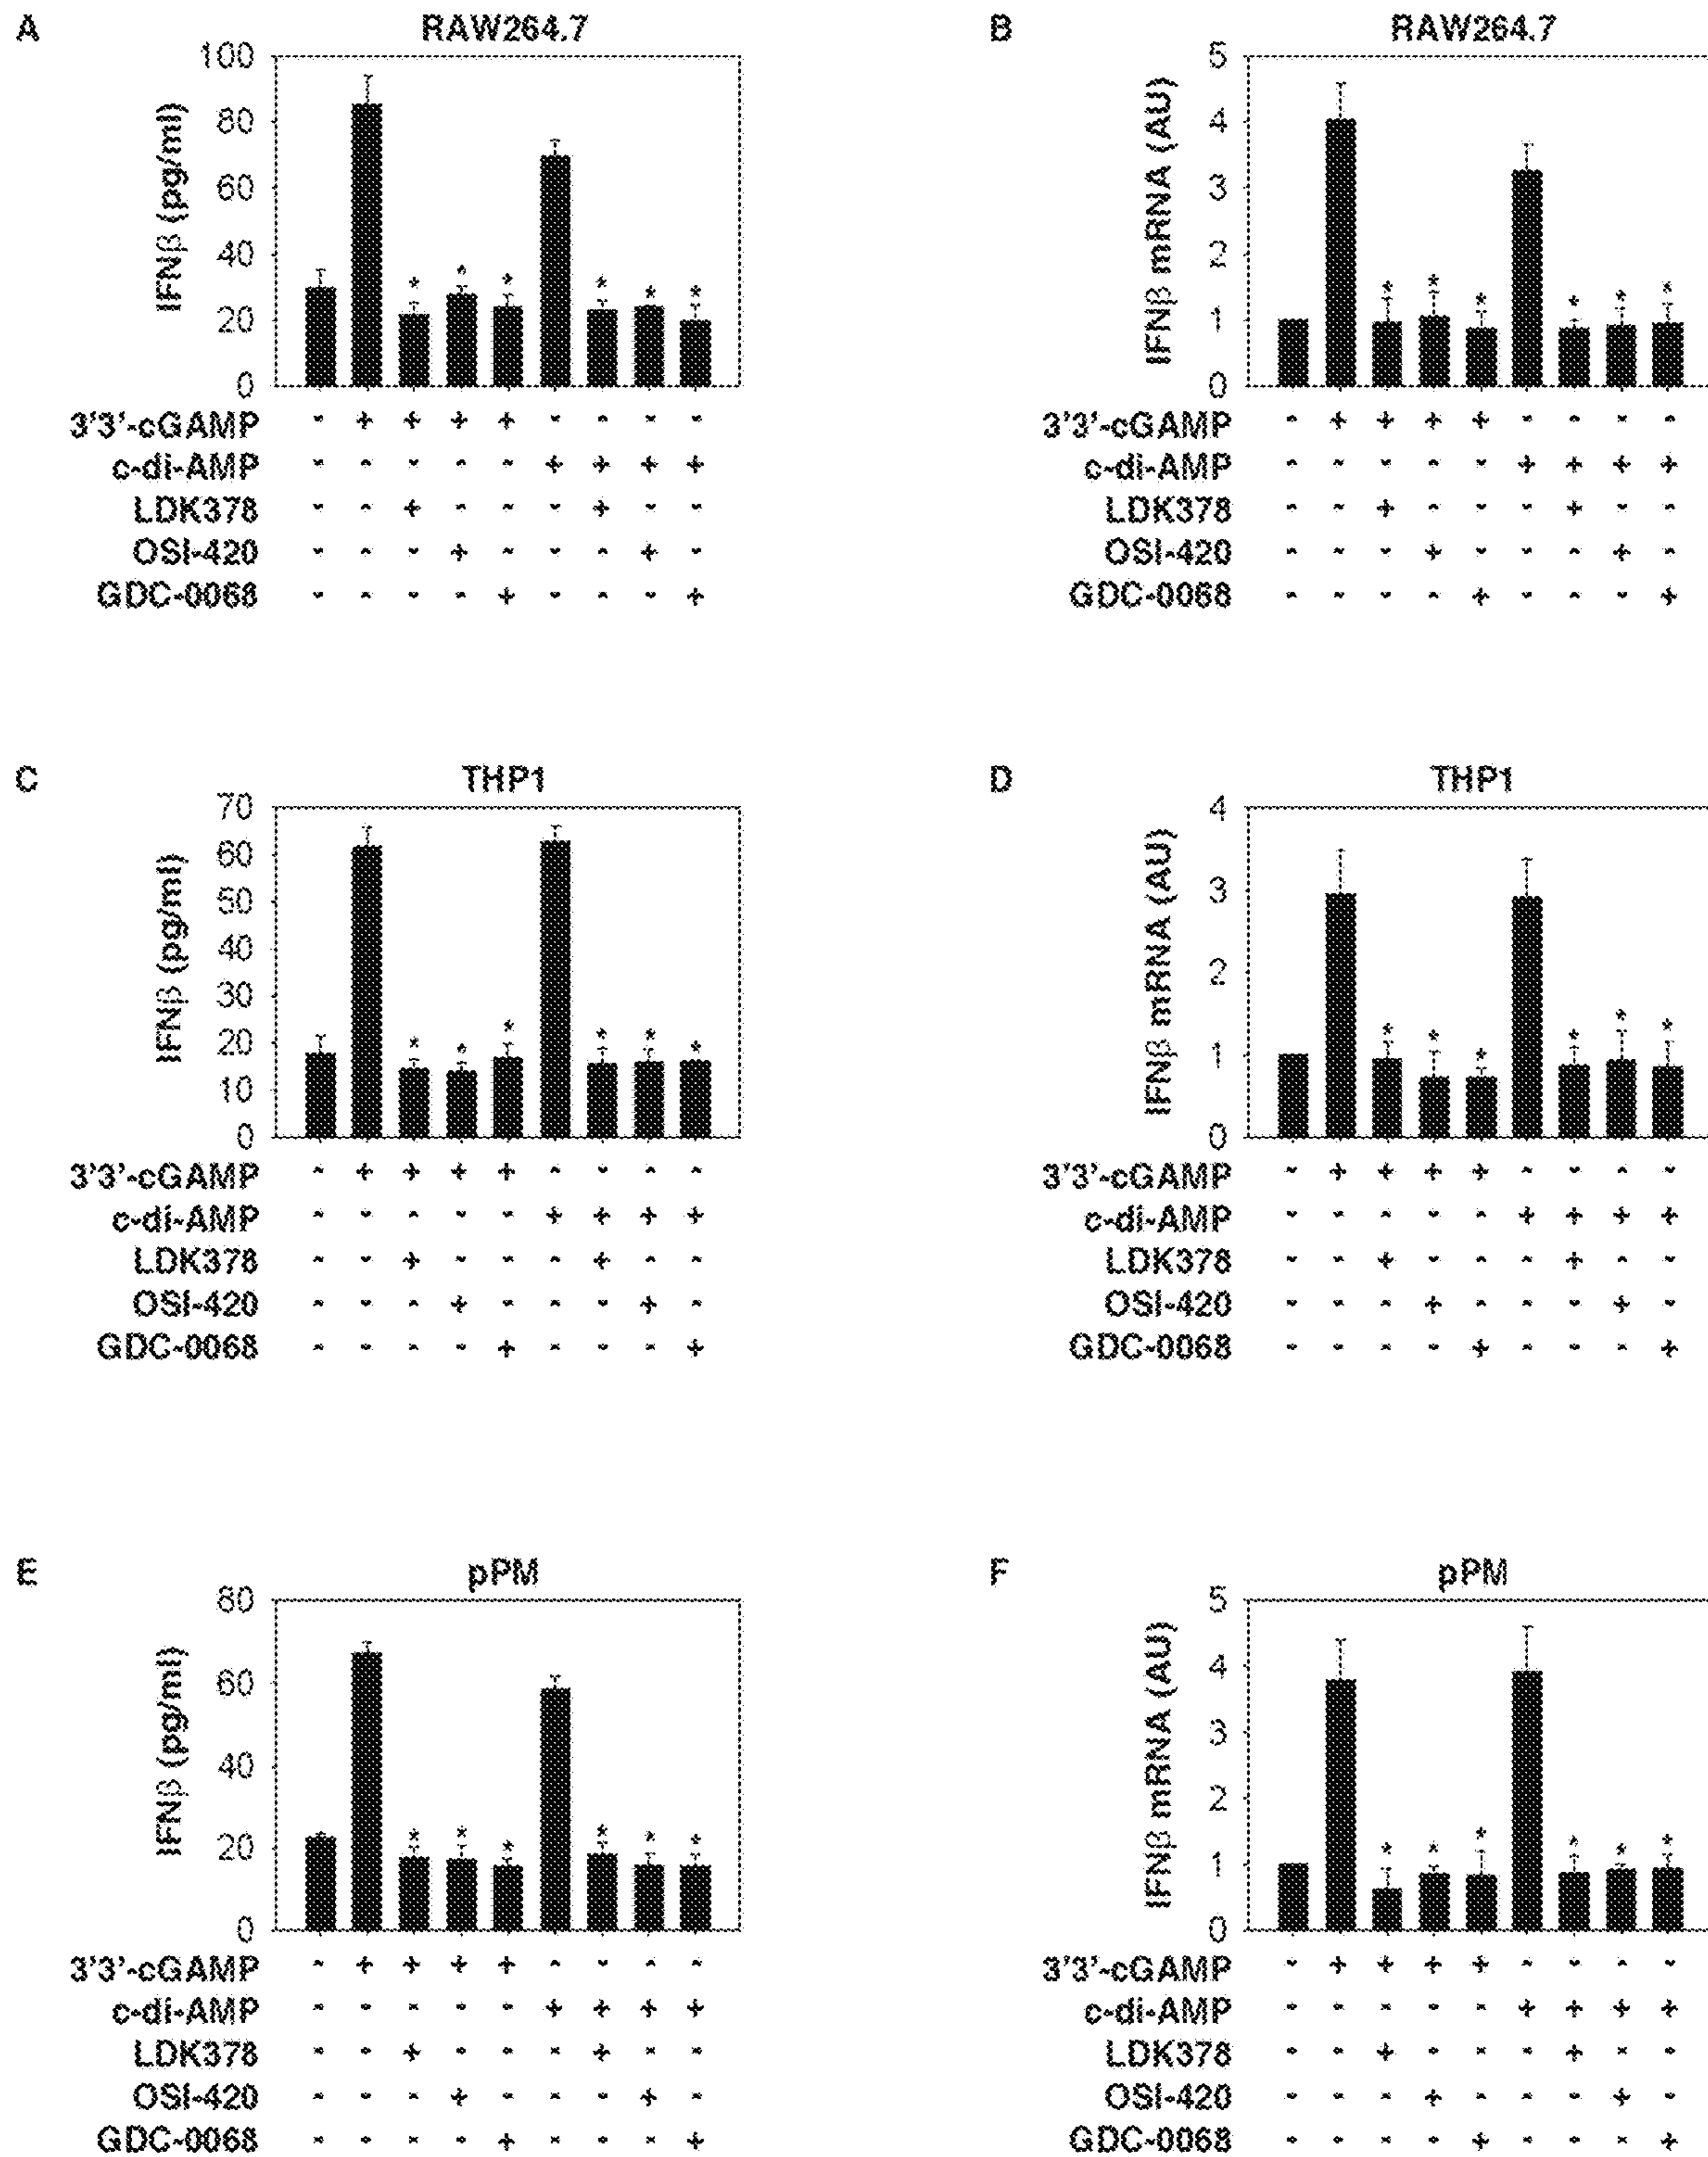 A
RAW264.7
IFNβ (pg/ml)
100
80
60
40
20
0
* * * * * *
3'3'-cGAMP - + + + + - - - -
c-di-AMP - - - - - + + + +
LDK378 - - + - - - + - -
OSI-420 - - - + - - - + -
GDC-0068 - - - - + - - - +
B
RAW264.7
IFNβ mRNA (AU)
5
4
3
2
1
0
* * * * * *
3'3'-cGAMP - + + + + - - - -
c-di-AMP - - - - - + + + +
LDK378 - - + - - - + - -
OSI-420 - - - + - - - + -
GDC-0068 - - - - + - - - +
C
THP1
IFNβ (pg/ml)
70
60
50
40
30
20
10
0
* * * * * *
3'3'-cGAMP - + + + + - - - -
c-di-AMP - - - - - + + + +
LDK378 - - + - - - + - -
OSI-420 - - - + - - - + -
GDC-0068 - - - - + - - - +
D
THP1
IFNβ mRNA (AU)
4
3
2
1
0
* * * * * *
3'3'-cGAMP - + + + + - - - -
c-di-AMP - - - - - + + + +
LDK378 - - + - - - + - -
OSI-420 - - - + - - - + -
GDC-0068 - - - - + - - - +
E
pPM
IFNβ (pg/ml)
80
60
40
20
0
* * * * * *
3'3'-cGAMP - + + + + - - - -
c-di-AMP - - - - - + + + +
LDK378 - - + - - - + - -
OSI-420 - - - + - - - + -
GDC-0068 - - - - + - - - +
F
pPM
IFNβ mRNA (AU)
5
4
3
2
1
0
* * * * * *
3'3'-cGAMP - + + + + - - - -
c-di-AMP - - - - - + + + +
LDK378 - - + - - - + - -
OSI-420 - - - + - - - + -
GDC-0068 - - - - + - - - +